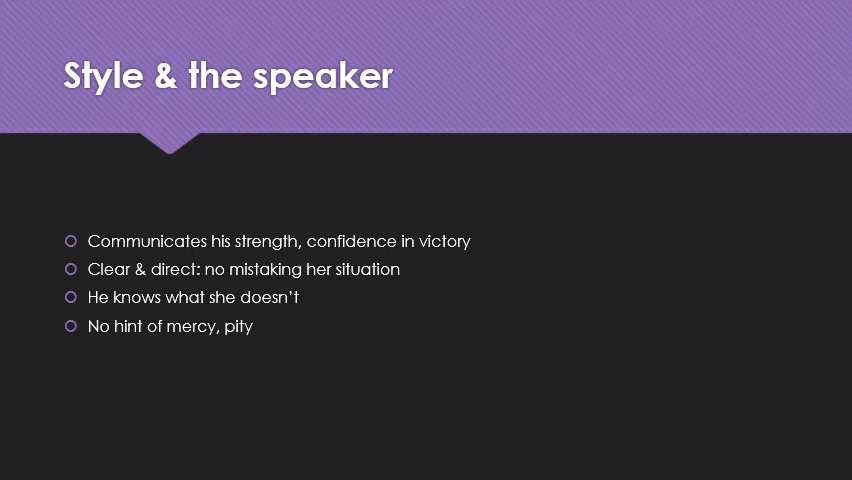 Style & the speaker
Communicates his strength, confidence in victory
Clear & direct: no mistaking her situation
He knows what she doesn’t
No hint of mercy, pity